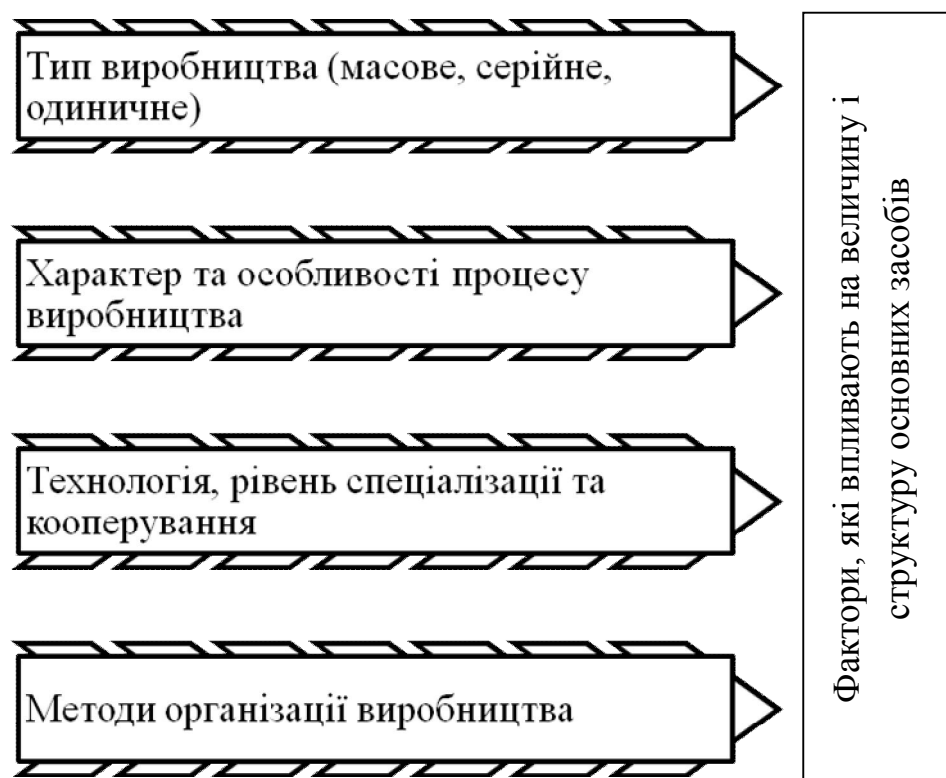 Тип виробництва (масове, серійне,
одиничне)
Характер та особливості процесу
виробництва
Технологія, рівень спеціалізації та
кооперування
Методи організації виробництва
Фактори, які впливають на величину і
структуру основних засобів